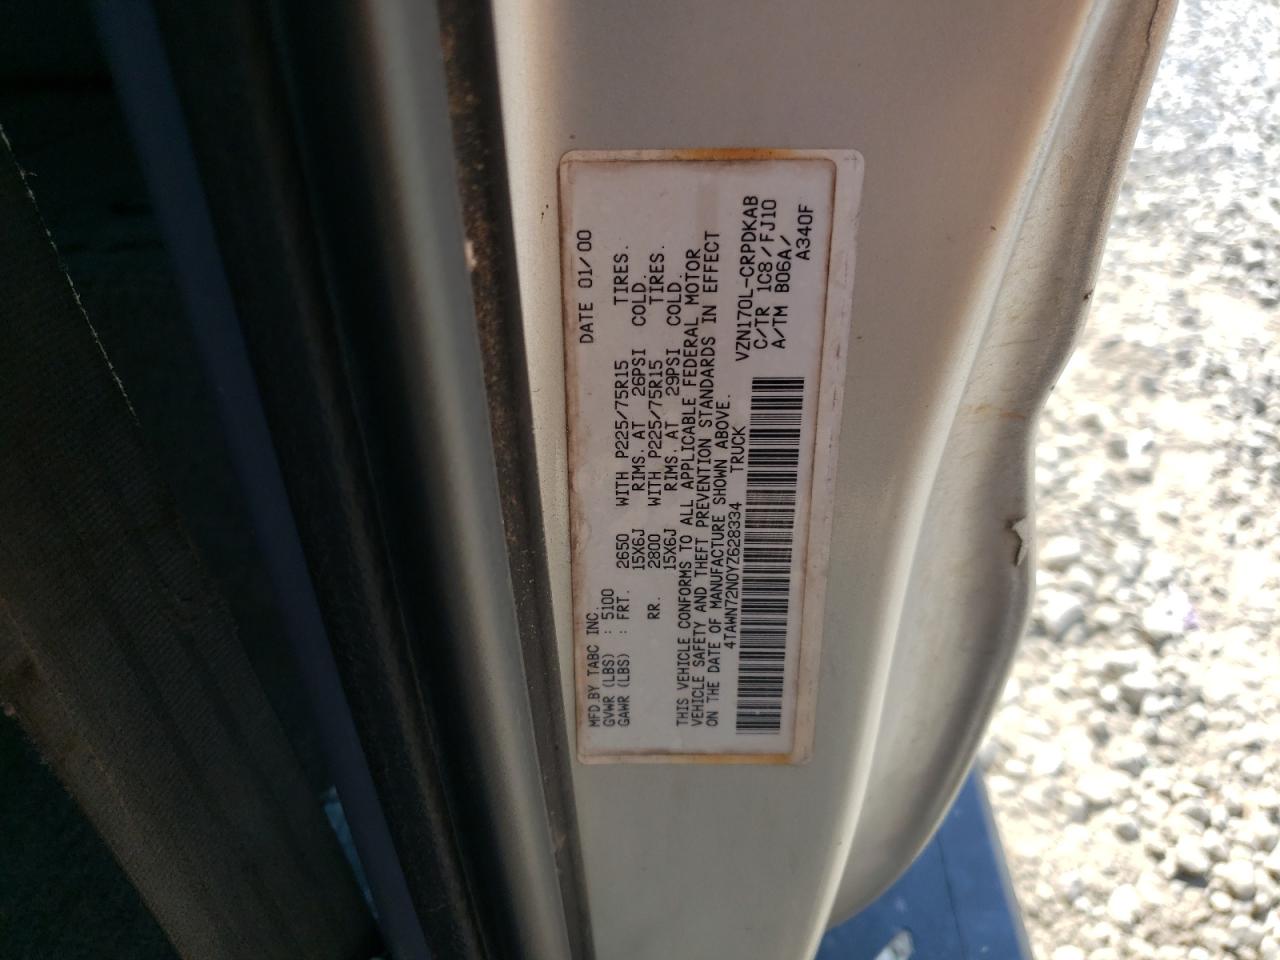 MFD.BY TABC INC. DATE 01/00
GVWR (LBS) : 5100
GAWR (LBS) : FRT. 2650 WITH P225/75R15 TIRES.
15X6J RIMS. AT 26PSI COLD.
RR. 2800 WITH P225/75R15 TIRES.
15X6J RIMS. AT 29PSI COLD.
THIS VEHICLE CONFORMS TO ALL APPLICABLE FEDERAL MOTOR
VEHICLE SAFETY AND THEFT PREVENTION STANDARDS IN EFFECT
ON THE DATE OF MANUFACTURE SHOWN ABOVE.
4TAWN72N0YZ628334 TRUCK
VZN170L-CRPDKAB
C/TR 1C8/FJ10
A/TM B06A/
A340F